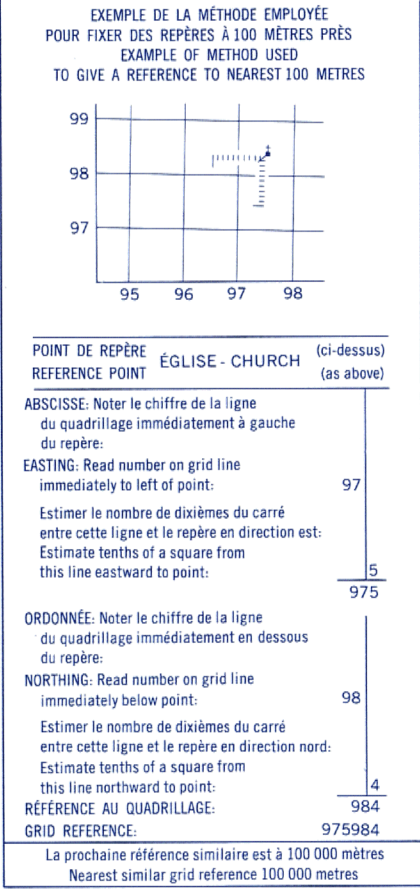 EXEMPLE DE LA MÉTHODE EMPLOYÉE
POUR FIXER DES REPÈRES À 100 MÈTRES PRÈS
EXAMPLE OF METHOD USED
TO GIVE A REFERENCE TO NEAREST 100 METRES
99
98
97
95 96 97 98
POINT DE REPÈRE
REFERENCE POINT
ÉGLISE - CHURCH
(ci-dessus)
(as above)
ABSCISSE: Noter le chiffre de la ligne
du quadrillage immédiatement à gauche
du repère:
EASTING: Read number on grid line
immediately to left of point: 97
Estimer le nombre de dixièmes du carré
entre cette ligne et le repère en direction est:
Estimate tenths of a square from
this line eastward to point: 5
975
ORDONNÉE: Noter le chiffre de la ligne
du quadrillage immédiatement en dessous
du repère:
NORTHING: Read number on grid line
immediately below point: 98
Estimer le nombre de dixièmes du carré
entre cette ligne et le repère en direction nord:
Estimate tenths of a square from
this line northward to point: 4
RÉFÉRENCE AU QUADRILLAGE: 984
GRID REFERENCE: 975984
La prochaine référence similaire est à 100 000 mètres
Nearest similar grid reference 100 000 metres